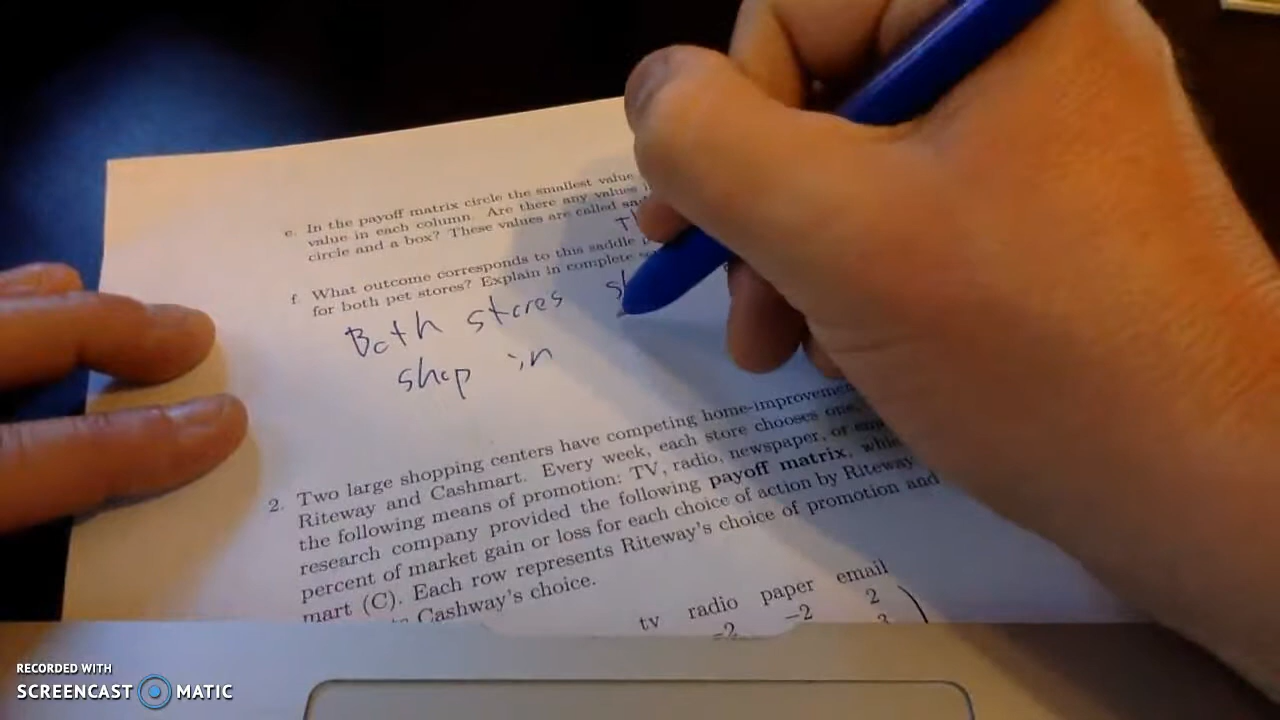 e. In the payoff matrix circle the smallest value
value in each column. Are there any values
circle and a box? These values are called
f. What outcome corresponds to this saddle
for both pet stores? Explain in complete
Both stores
shop in
2. Two large shopping centers have competing home-improvement
Riteway and Cashmart. Every week, each store chooses one
the following means of promotion: TV, radio, newspaper, or
research company provided the following payoff matrix,
percent of market gain or loss for each choice of action by Riteway
mart (C). Each row represents Riteway's choice of promotion and
Cashway's choice.
tv radio paper email
-2 -2 2
RECORDED WITH
SCREENCAST MATIC